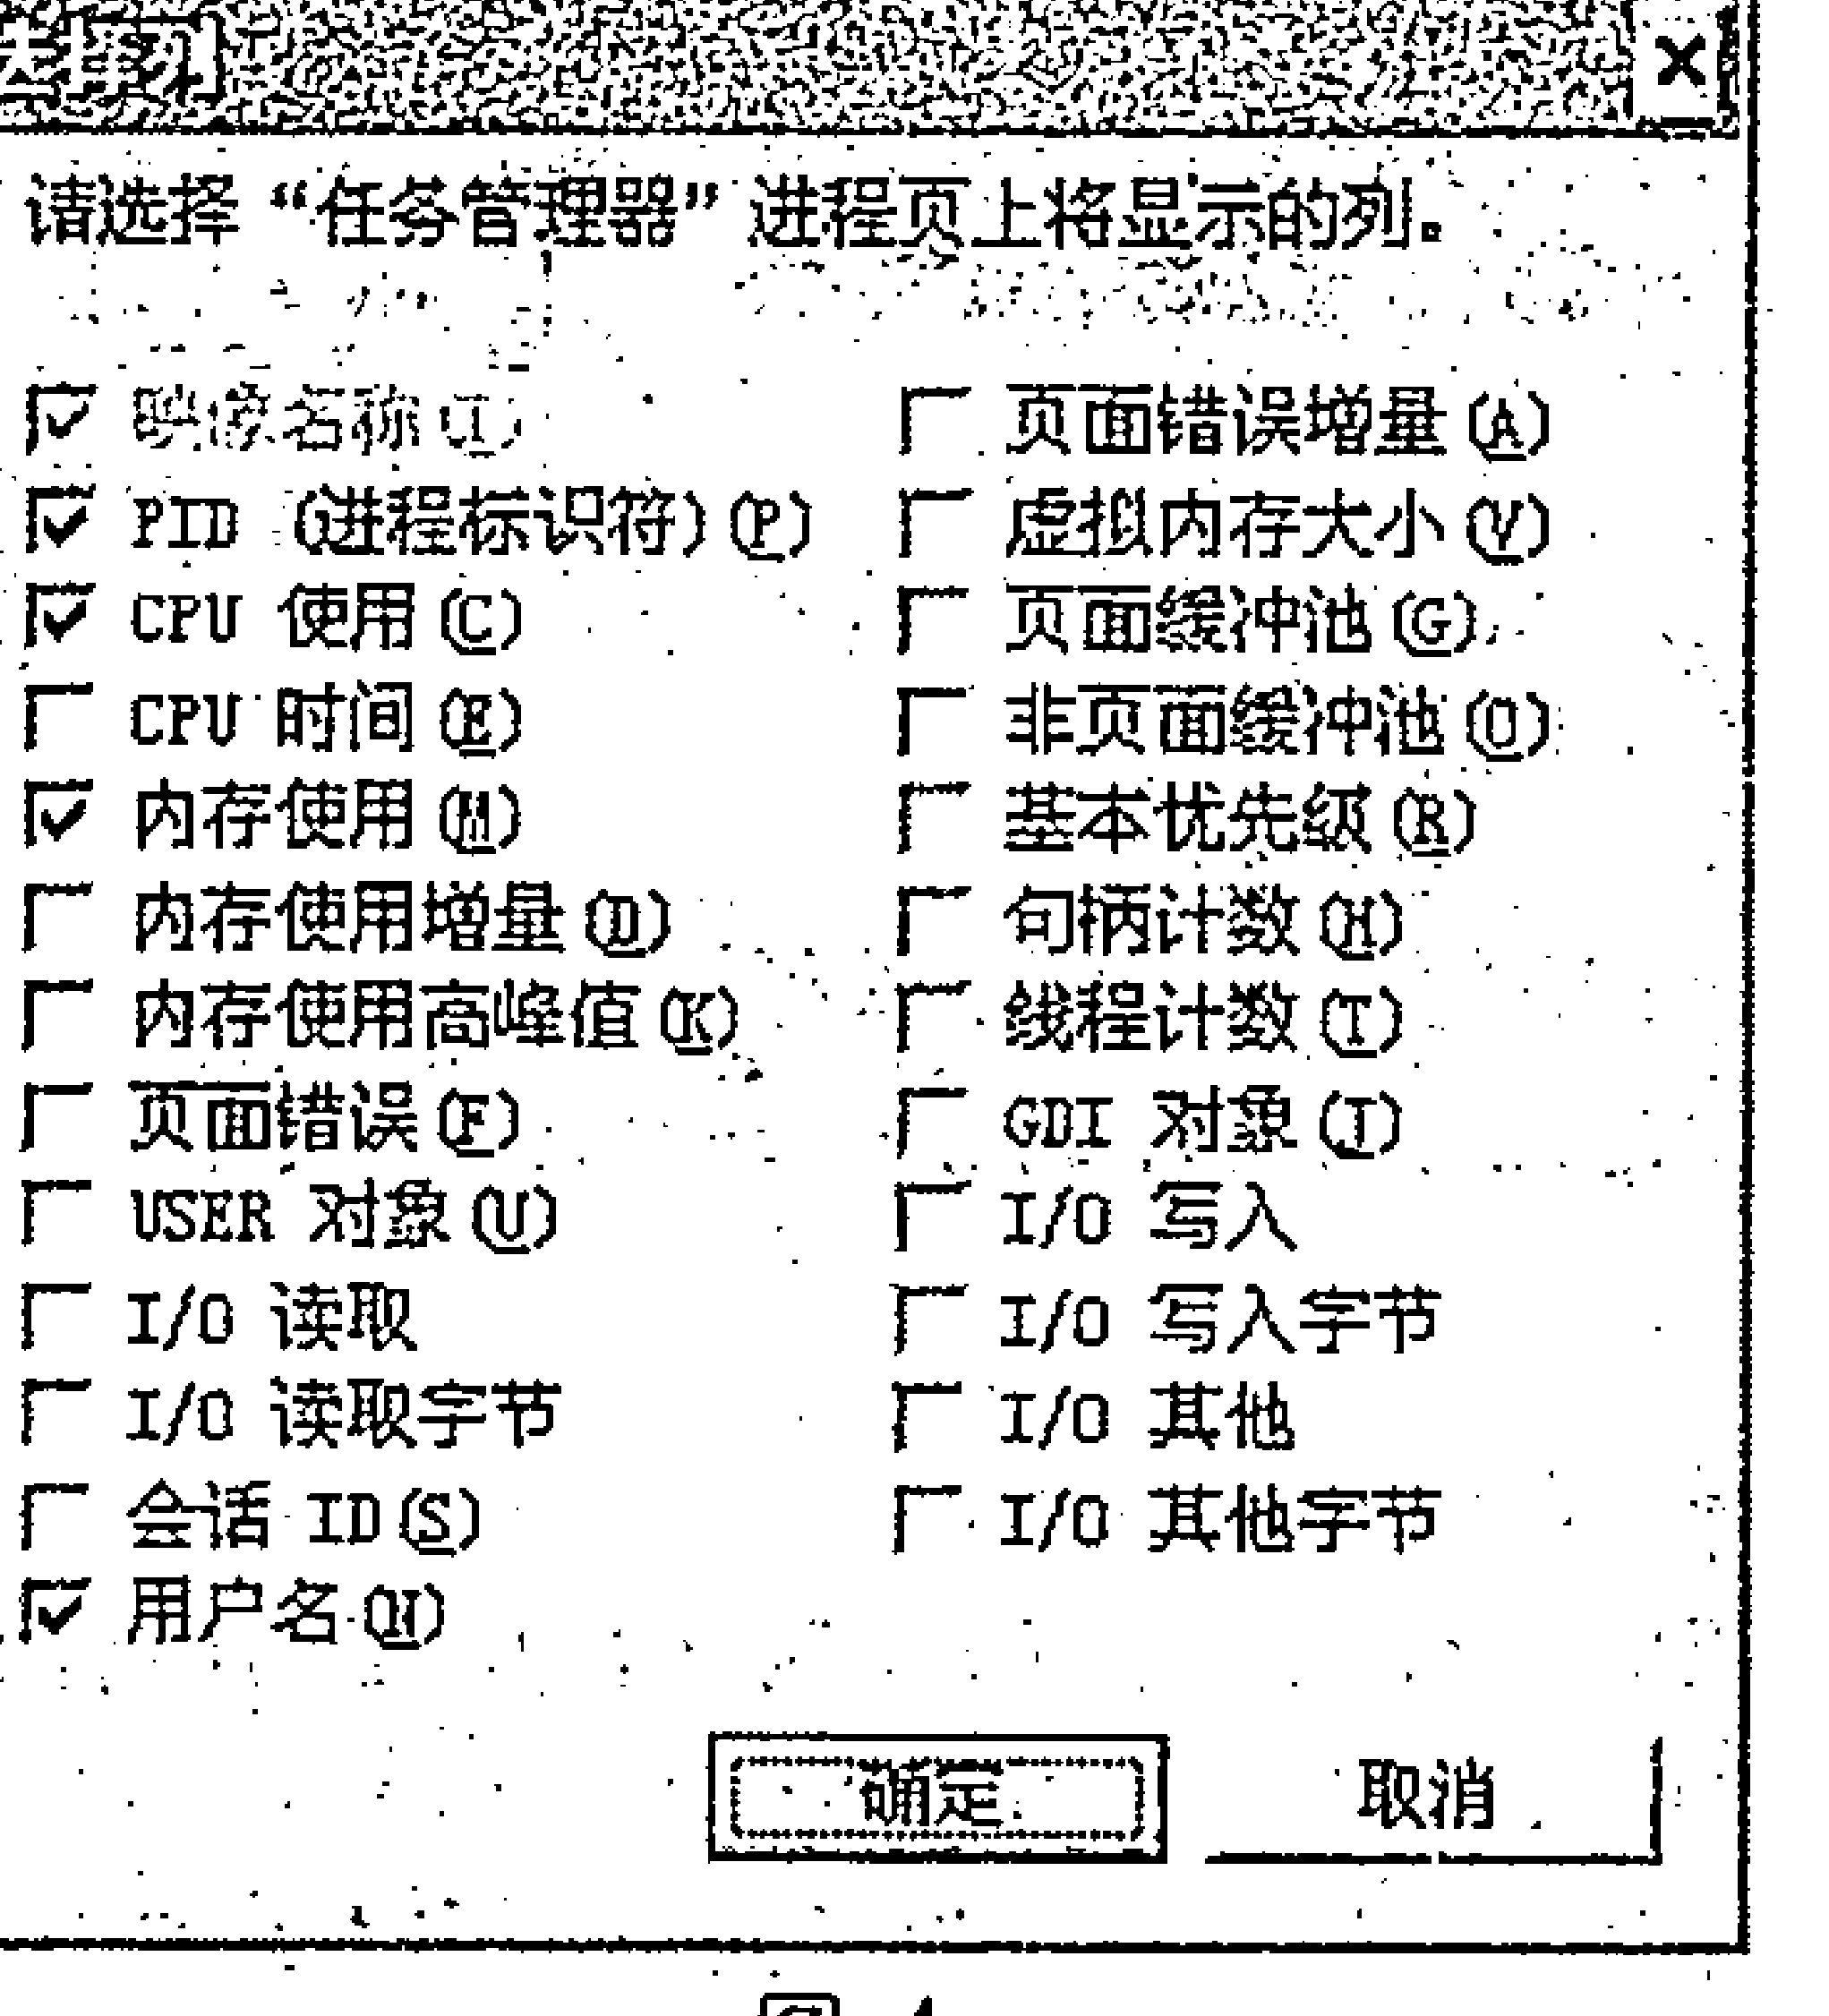 选择列
请选择“任务管理器”进程页上将显示的列。
映像名称(I) 页面错误增量(A)
PID (进程标识符)(P) 虚拟内存大小(V)
CPU 使用(C) 页面缓冲池(G)
CPU 时间(E) 非页面缓冲池(O)
内存使用(M) 基本优先级(R)
内存使用增量(D) 句柄计数(H)
内存使用高峰值(K) 线程计数(T)
页面错误(F) GDI 对象(J)
USER 对象(U) I/O 写入
I/O 读取 I/O 写入字节
I/O 读取字节 I/O 其他
会话 ID(S) I/O 其他字节
用户名(N)
确定 取消